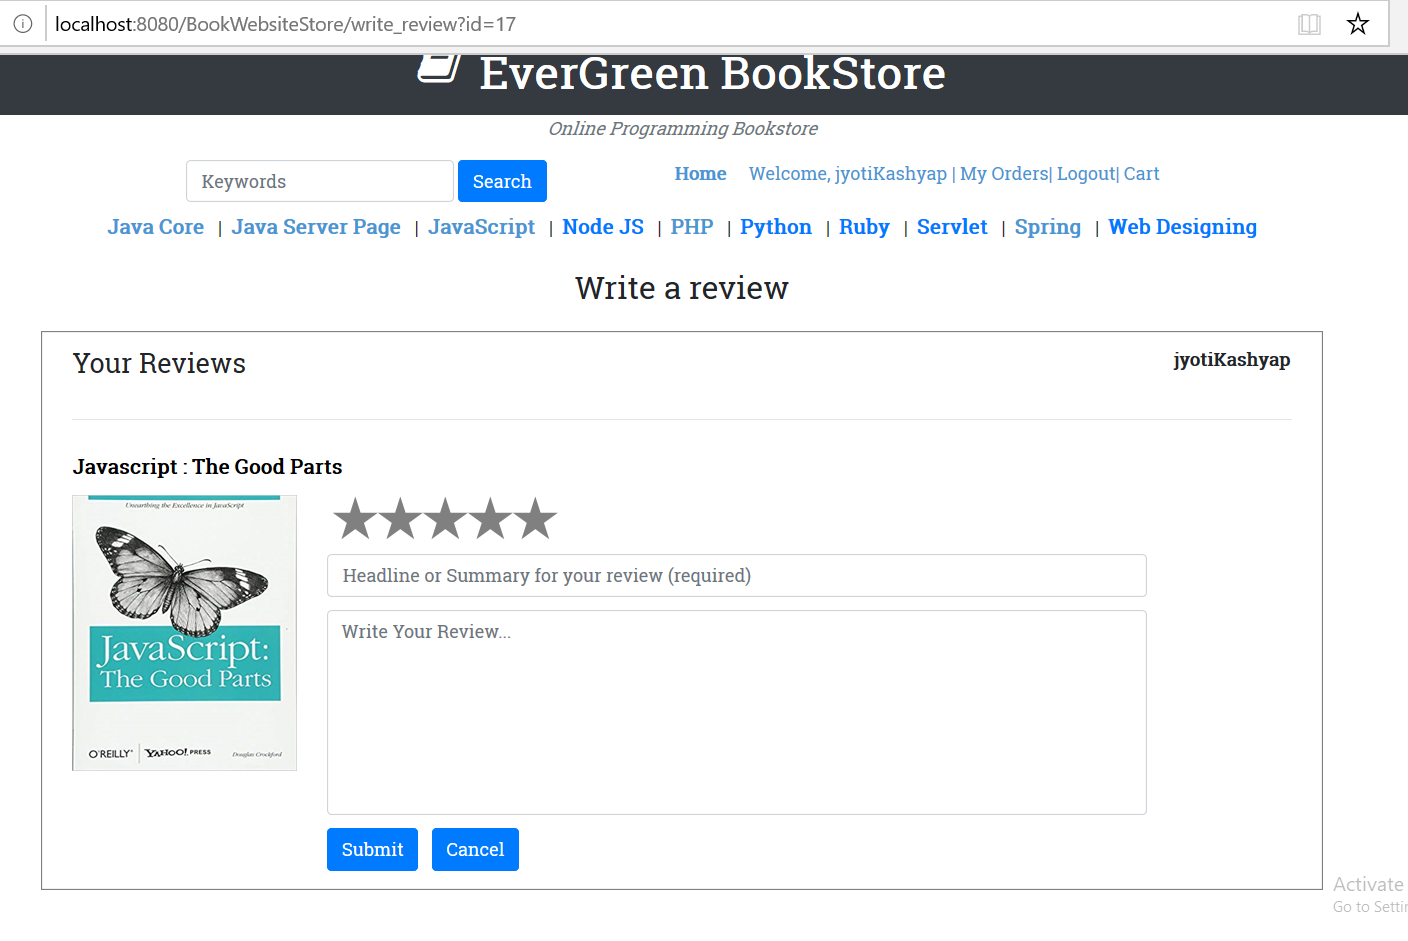 localhost:8080/BookWebsiteStore/write_review?id=17
EverGreen BookStore
Online Programming Bookstore
Keywords Search Home Welcome, jyotiKashyap | My Orders| Logout| Cart
Java Core | Java Server Page | JavaScript | Node JS | PHP | Python | Ruby | Servlet | Spring | Web Designing
Write a review
Your Reviews jyotiKashyap
Javascript : The Good Parts
Unearthing the Excellence in JavaScript
JavaScript:
The Good Parts
O'REILLY® YAHOO! PRESS Douglas Crockford
Headline or Summary for your review (required)
Write Your Review...
Submit Cancel
Activate
Go to Settin